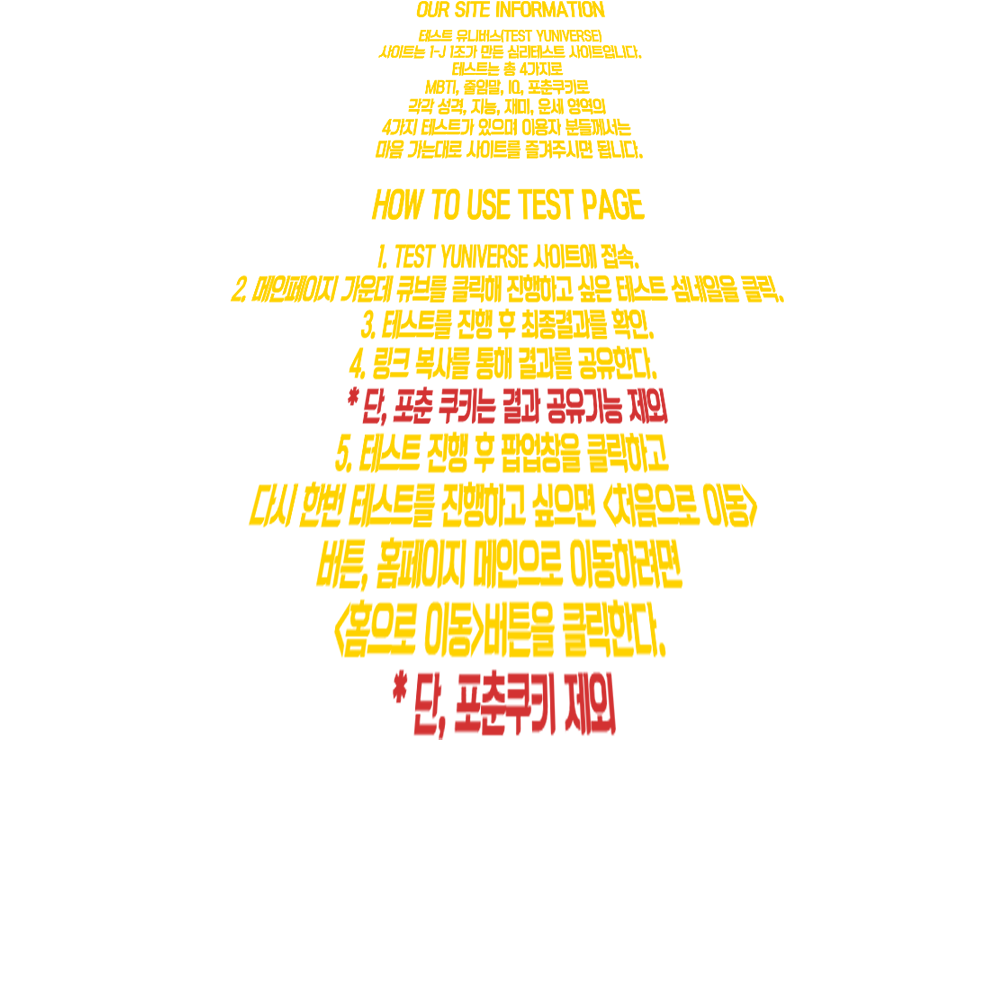 OUR SITE INFORMATION
테스트 유니버스(TEST YUNIVERSE)
사이트는 1-J 1조가 만든 심리테스트 사이트입니다.
테스트는 총 4가지로
MBTI, 줄임말, IQ, 포춘쿠키로
각각 성격, 지능, 재미, 운세 영역의
4가지 테스트가 있으며 이용자 분들께서는
마음 가는대로 사이트를 즐겨주시면 됩니다.
HOW TO USE TEST PAGE
1. TEST YUNIVERSE 사이트에 접속.
2. 메인페이지 가운데 큐브를 클릭해 진행하고 싶은 테스트 섬네일을 클릭.
3. 테스트를 진행 후 최종결과를 확인.
4. 링크 복사를 통해 결과를 공유한다.
* 단, 포춘 쿠키는 결과 공유기능 제외
5. 테스트 진행 후 팝업창을 클릭하고
다시 한번 테스트를 진행하고 싶으면 <처음으로 이동>
버튼, 홈페이지 메인으로 이동하려면
<홈으로 이동>버튼을 클릭한다.
* 단, 포춘쿠키 제외